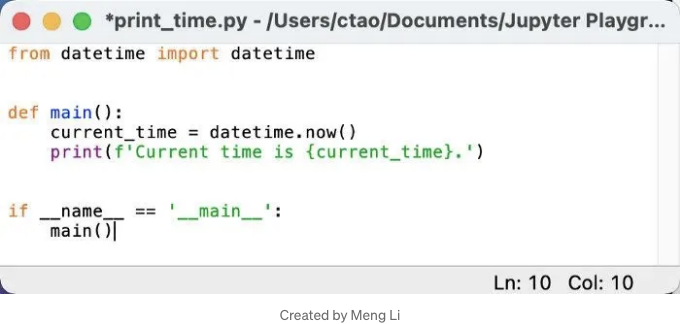 *print_time.py - /Users/ctao/Documents/Jupyter Playgr...
from datetime import datetime
def main():
    current_time = datetime.now()
    print(f'Current time is {current_time}.')
if __name__ == '__main__':
    main()
Ln: 10 Col: 10
Created by Meng Li